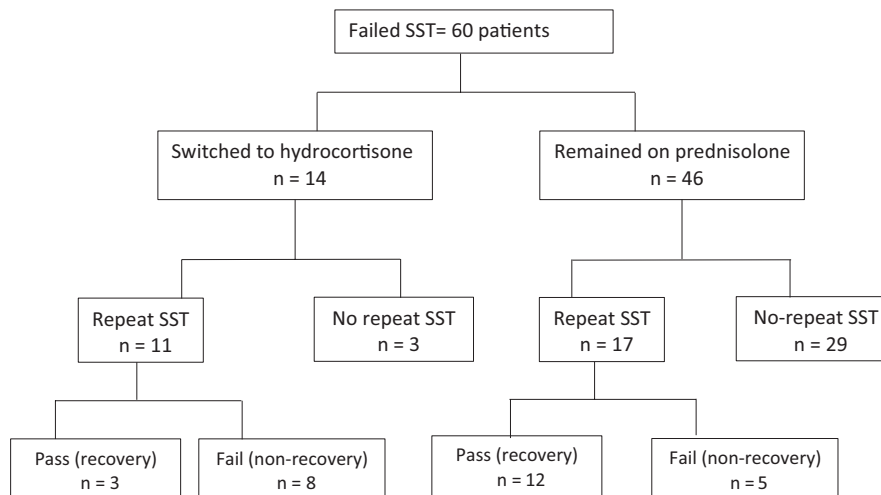 Failed SST= 60 patients
Switched to hydrocortisone
n = 14
Remained on prednisolone
n = 46
Repeat SST
n = 11
No repeat SST
n = 3
Repeat SST
n = 17
No-repeat SST
n = 29
Pass (recovery)
n = 3
Fail (non-recovery)
n = 8
Pass (recovery)
n = 12
Fail (non-recovery)
n = 5